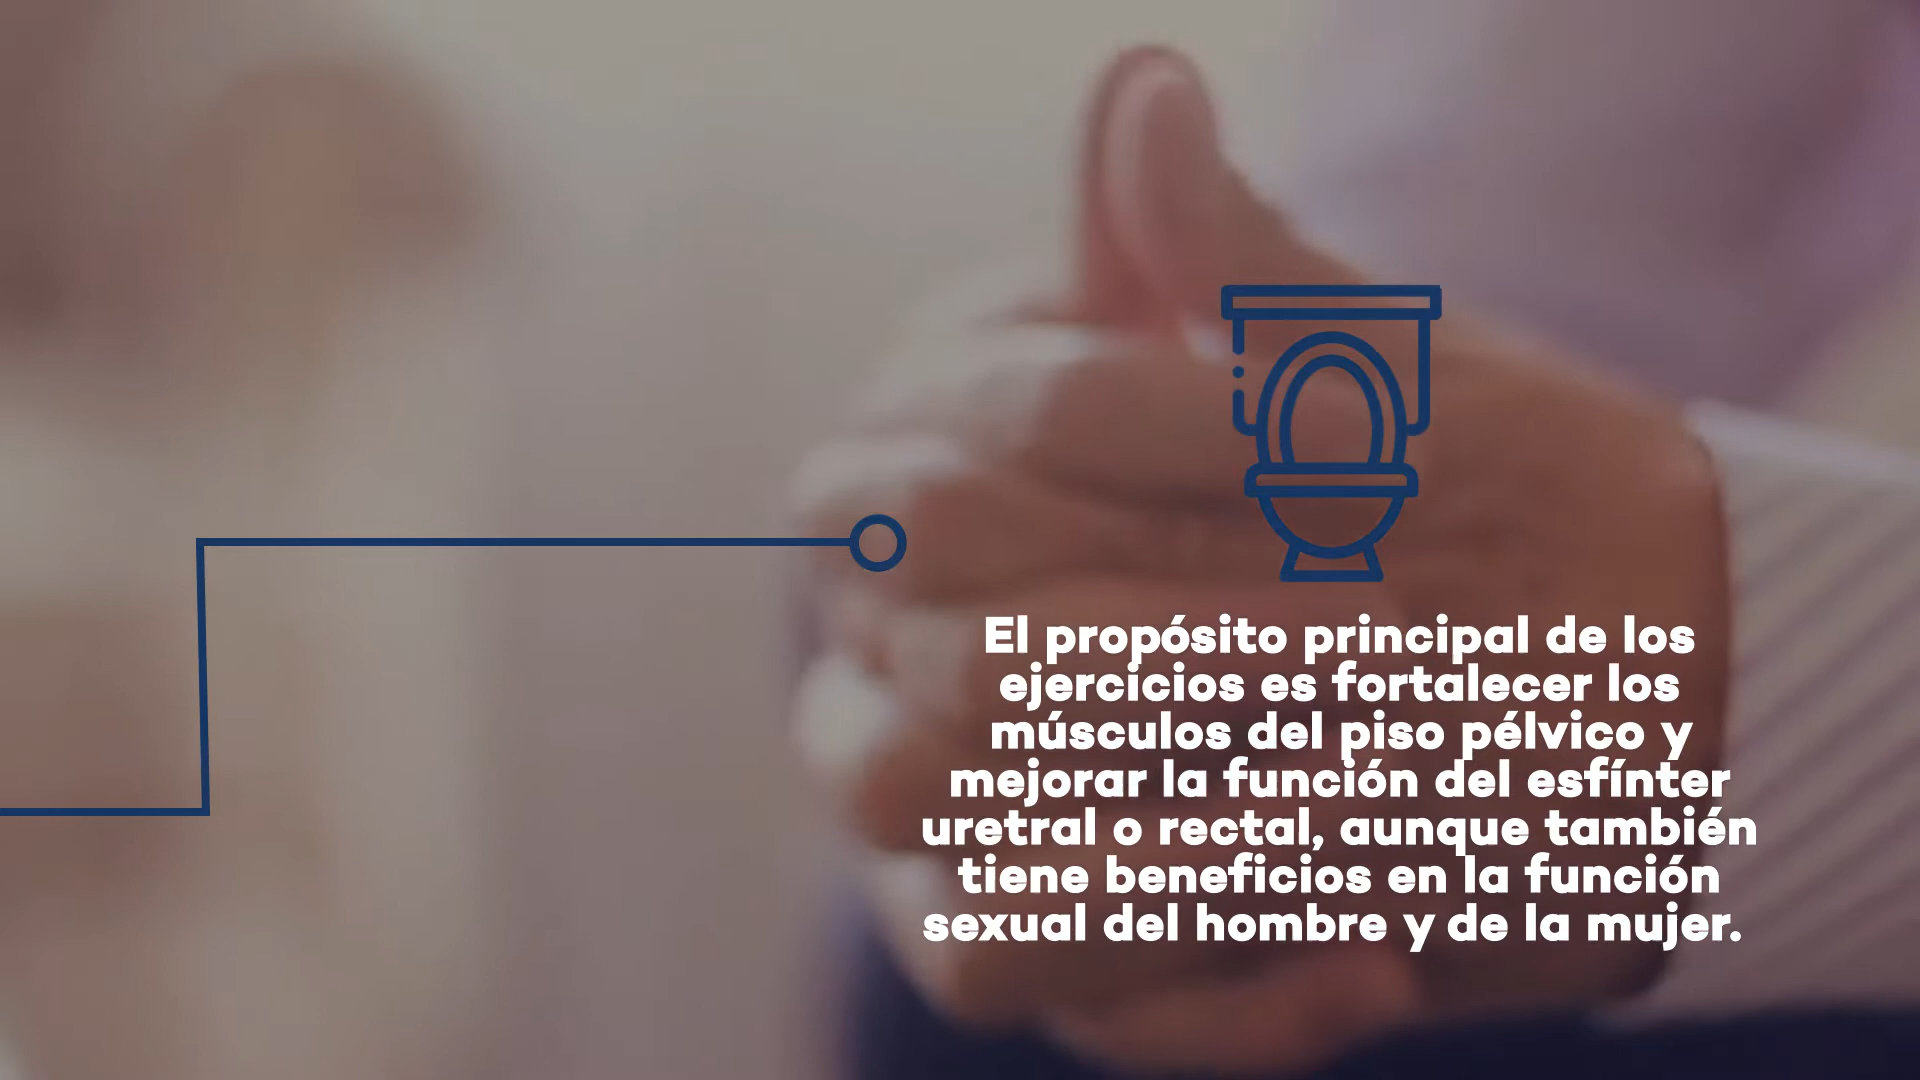 El propósito principal de los
ejercicios es fortalecer los
músculos del piso pélvico y
mejorar la función del esfínter
uretral o rectal, aunque también
tiene beneficios en la función
sexual del hombre y de la mujer.